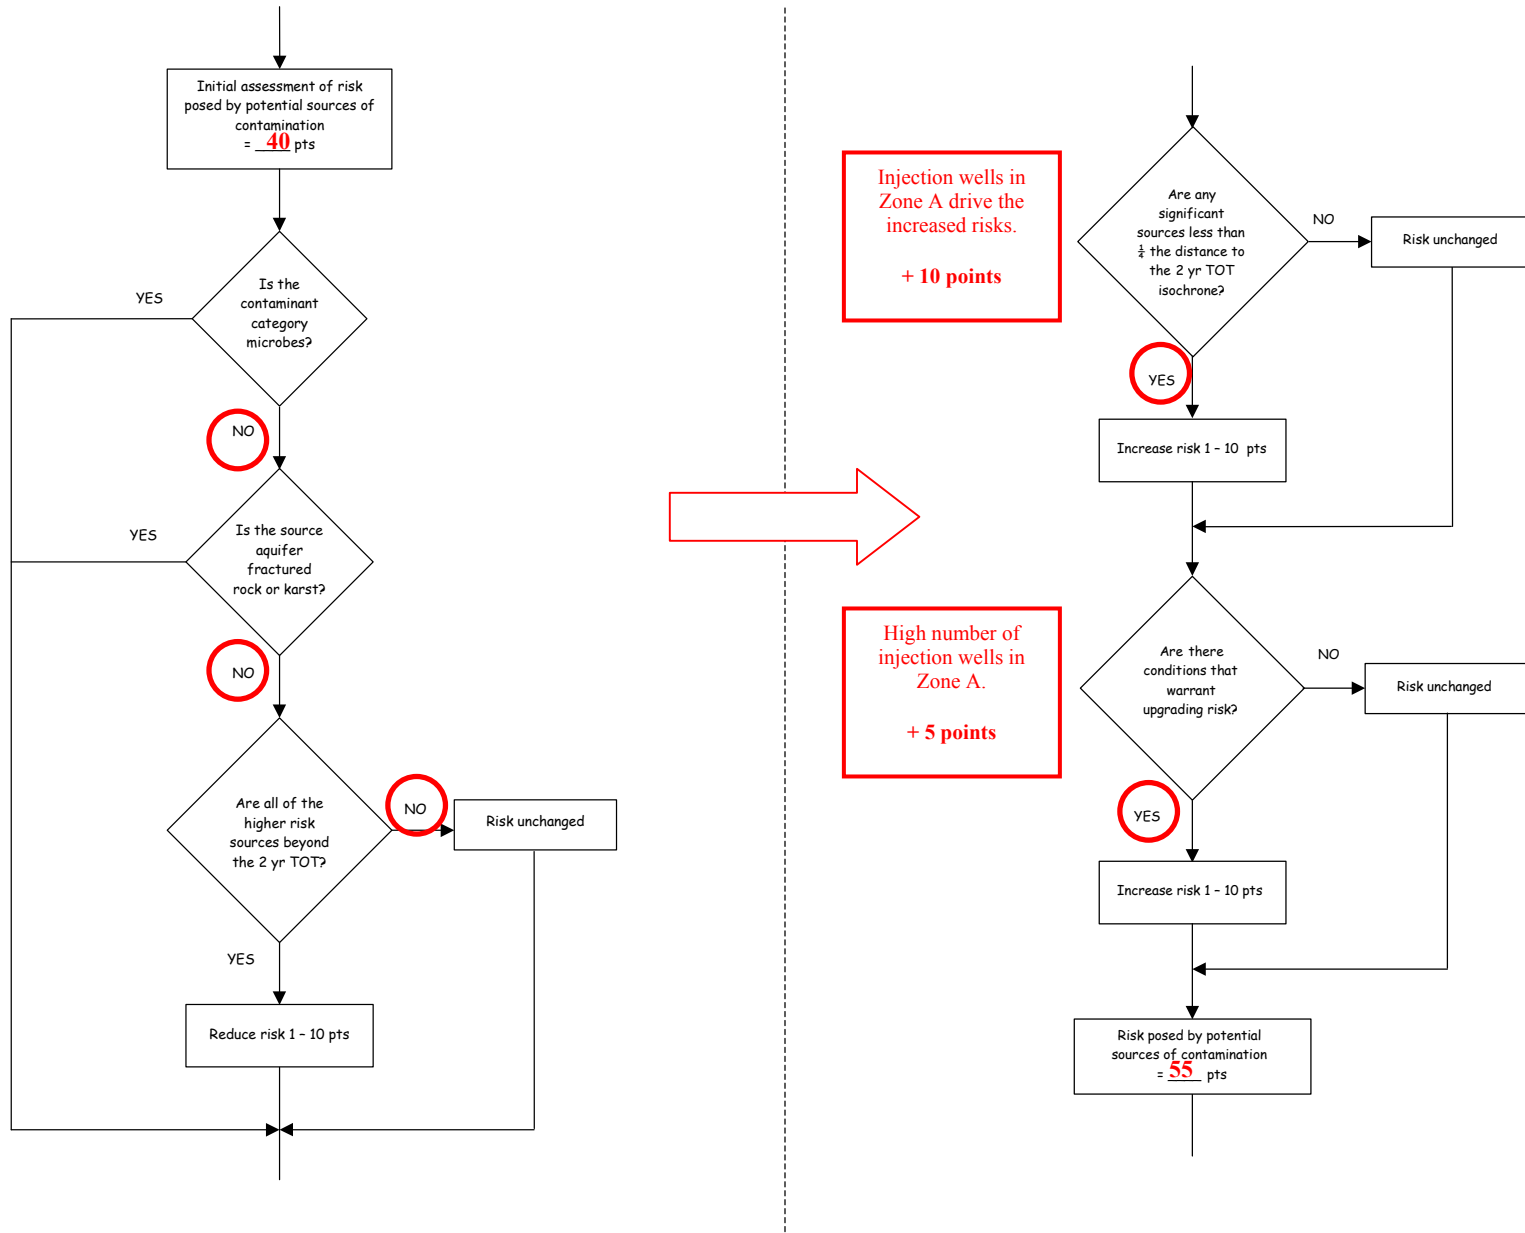 Initial assessment of risk
posed by potential sources of
contamination
= 40 pts
Is the
contaminant
category
microbes?
YES
NO
Is the source
aquifer
fractured
rock or karst?
YES
NO
Are all of the
higher risk
sources beyond
the 2 yr TOT?
NO
Risk unchanged
YES
Reduce risk 1 – 10 pts
Injection wells in
Zone A drive the
increased risks.
+ 10 points
Are any
significant
sources less than
¼ the distance to
the 2 yr TOT
isochrone?
NO
Risk unchanged
YES
Increase risk 1 – 10 pts
High number of
injection wells in
Zone A.
+ 5 points
Are there
conditions that
warrant
upgrading risk?
NO
Risk unchanged
YES
Increase risk 1 – 10 pts
Risk posed by potential
sources of contamination
= 55 pts